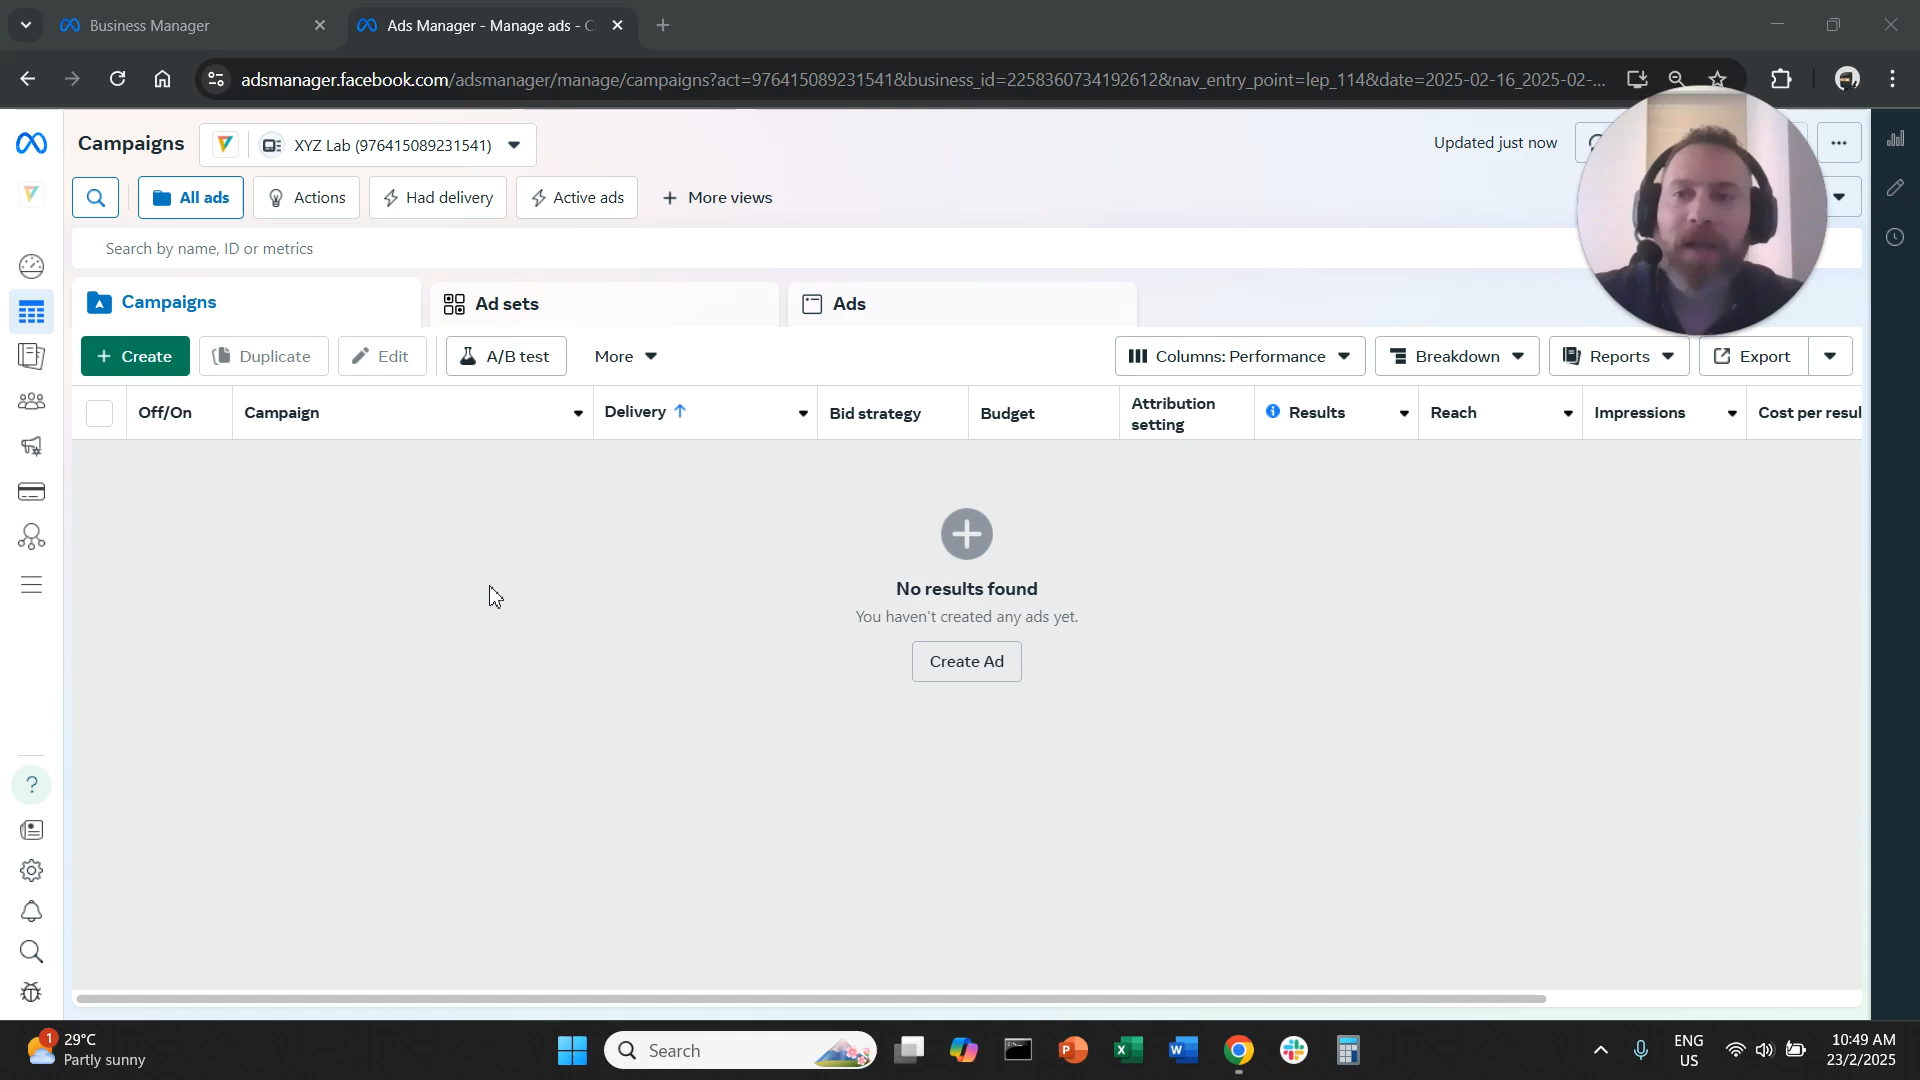 Business Manager
Ads Manager - Manage ads - C
adsmanager.facebook.com/adsmanager/manage/campaigns?act=976415089231541&business_id=2258360734192612&nav_entry_point=lep_114&date=2025-02-16_2025-02-...
Campaigns
XYZ Lab (976415089231541)
Updated just now
All ads
Actions
Had delivery
Active ads
+ More views
Search by name, ID or metrics
Campaigns
Ad sets
Ads
+ Create
Duplicate
Edit
A/B test
More
Columns: Performance
Breakdown
Reports
Export
Off/On
Campaign
Delivery ↑
Bid strategy
Budget
Attribution
setting
Results
Reach
Impressions
Cost per resul
No results found
You haven't created any ads yet.
Create Ad
1
29°C
Partly sunny
Search
ENG
US
10:49 AM
23/2/2025